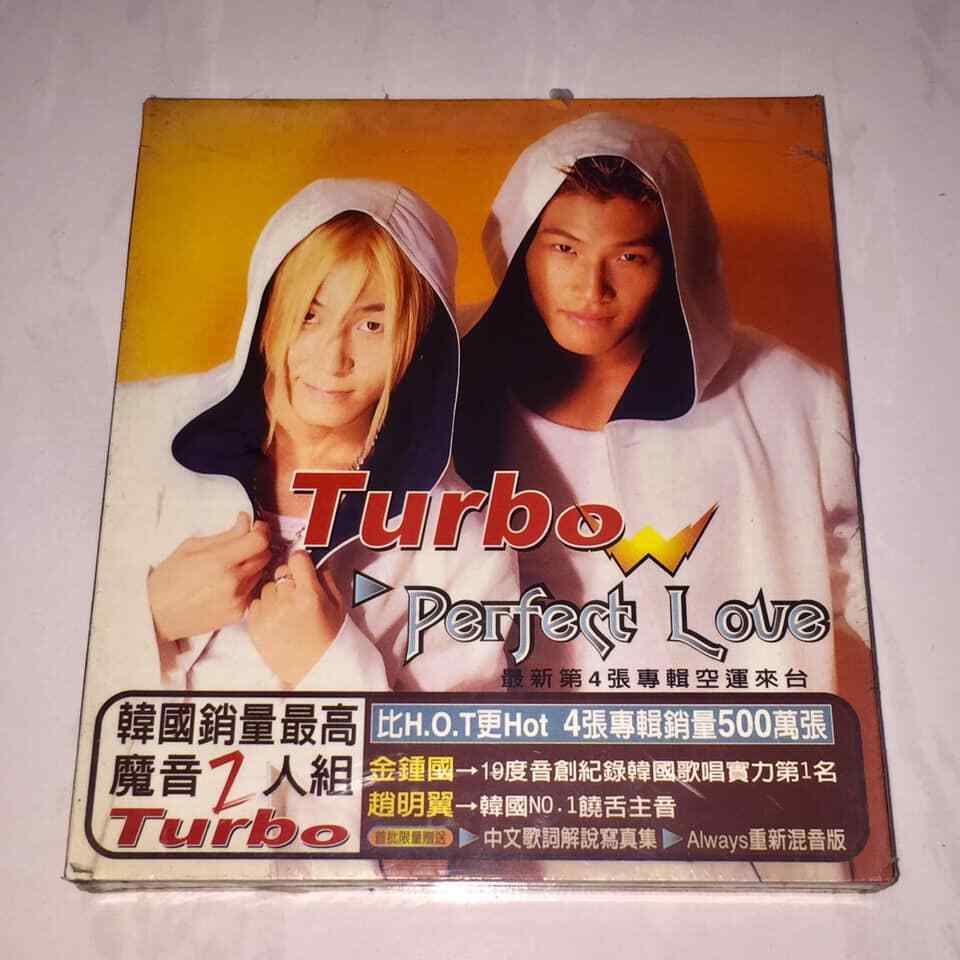 Turbo
Perfect Love
最新第4張專輯空運來台
韓國銷量最高
魔音2人組
Turbo
比H.O.T更Hot 4張專輯銷量500萬張
金鍾國→19度音創紀錄韓國歌唱實力第1名
趙明翼→韓國NO.1饒舌主音
首批限量贈送 ▶中文歌詞解說寫真集 ▶Always重新混音版